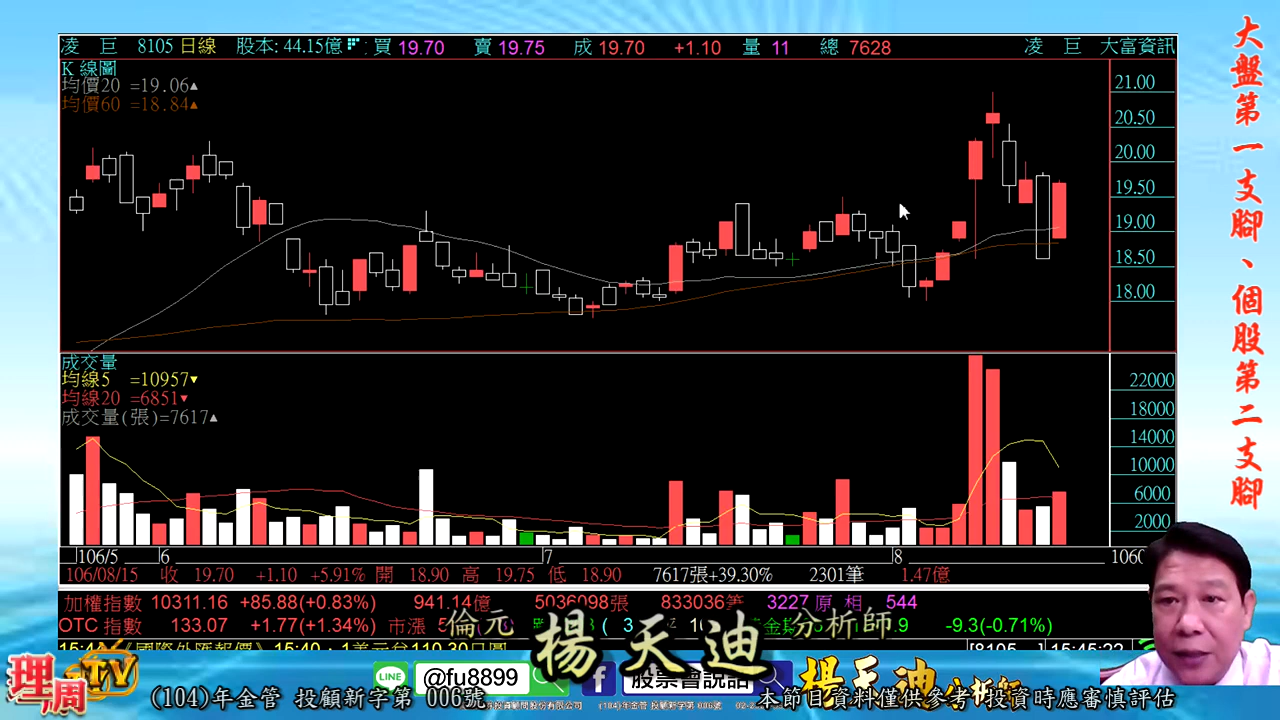 凌 巨 8105 日線 股本: 44.15億 買 19.70 賣 19.75 成 19.70 +1.10 量 11 總 7628 凌 巨 大富資訊
K 線圖
均價20 =19.06▲
均價60 =18.84▲
21.00
20.50
20.00
19.50
19.00
18.50
18.00
成交量
均線5 =10957▼
均線20 =6851▼
成交量(張)=7617▲
22000
18000
14000
10000
6000
2000
106/5 6 7 8 106
106/08/15 收 19.70 +1.10 +5.91% 開 18.90 高 19.75 低 18.90 7617張+39.30% 2301筆 1.47億
加權指數 10311.16 +85.88(+0.83%) 941.14億 5036098張 833036筆 3227 原 相 544
OTC 指數 133.07 +1.77(+1.34%) 市漲 -9.3(-0.71%)
倫元 楊天迪 分析師
15:45:22
大盤第一支腳、個股第二支腳
理周TV
LINE @fu8899
f 股票會說話
楊天迪 分析師
(104)年金管 投顧新字第 006號
本節目資料僅供參考 投資時應審慎評估